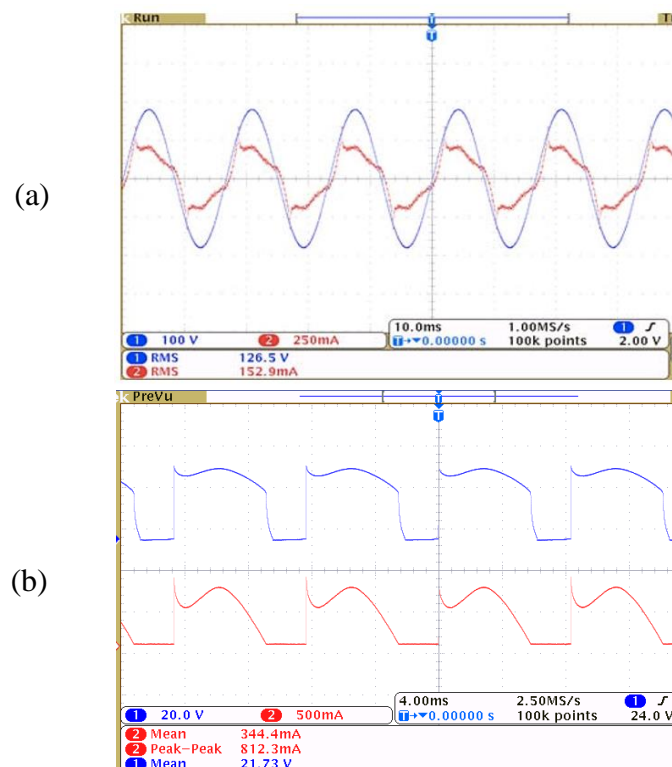 Run
T
(a)
10.0ms 1.00MS/s 1
1 100 V 2 250mA T→▼0.00000 s 100k points 2.00 V
1 RMS 126.5 V
2 RMS 152.9mA
PreVu
T
(b)
4.00ms 2.50MS/s 1
1 20.0 V 2 500mA T→▼0.00000 s 100k points 24.0 V
2 Mean 344.4mA
2 Peak-Peak 812.3mA
1 Mean 21.73 V